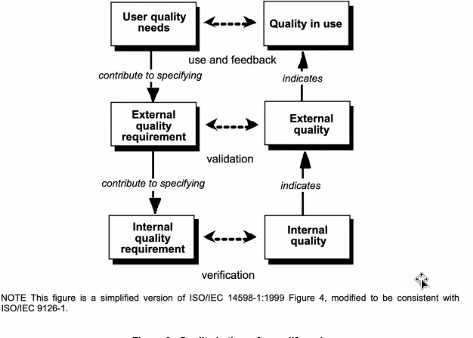 User quality
needs
Quality in use
use and feedback
contribute to specifying
indicates
External
quality
requirement
External
quality
validation
contribute to specifying
indicates
Internal
quality
requirement
Internal
quality
verification
NOTE This figure is a simplified version of ISO/IEC 14598-1:1999 Figure 4, modified to be consistent with
ISO/IEC 9126-1.